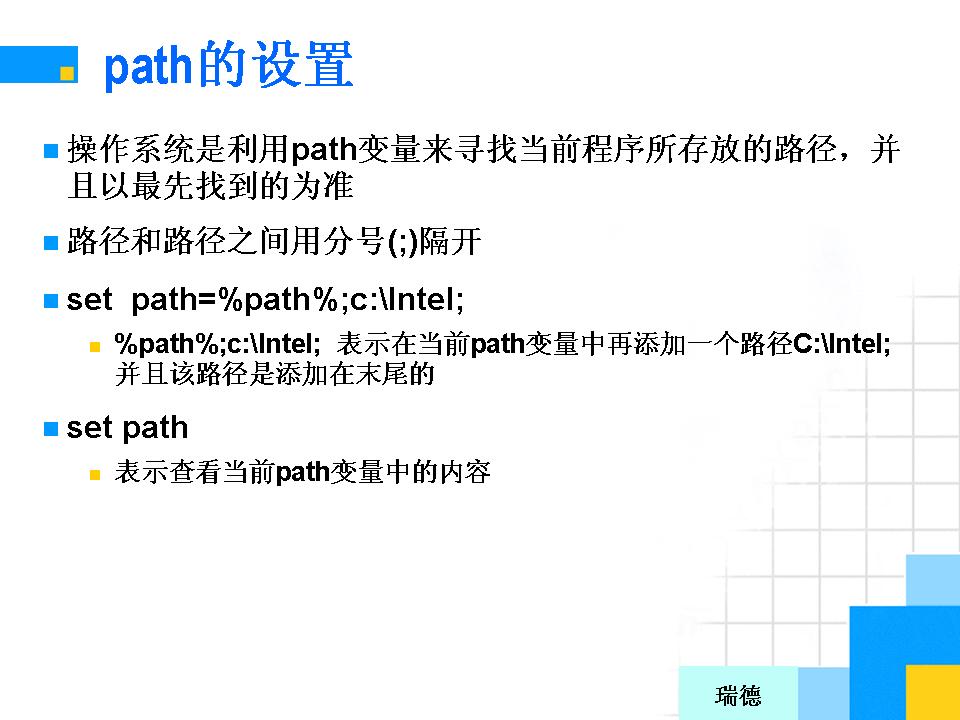 path的设置
操作系统是利用path变量来寻找当前程序所存放的路径，并
且以最先找到的为准
路径和路径之间用分号(;)隔开
set  path=%path%;c:\Intel;
%path%;c:\Intel;  表示在当前path变量中再添加一个路径C:\Intel;
并且该路径是添加在末尾的
set path
表示查看当前path变量中的内容
瑞德